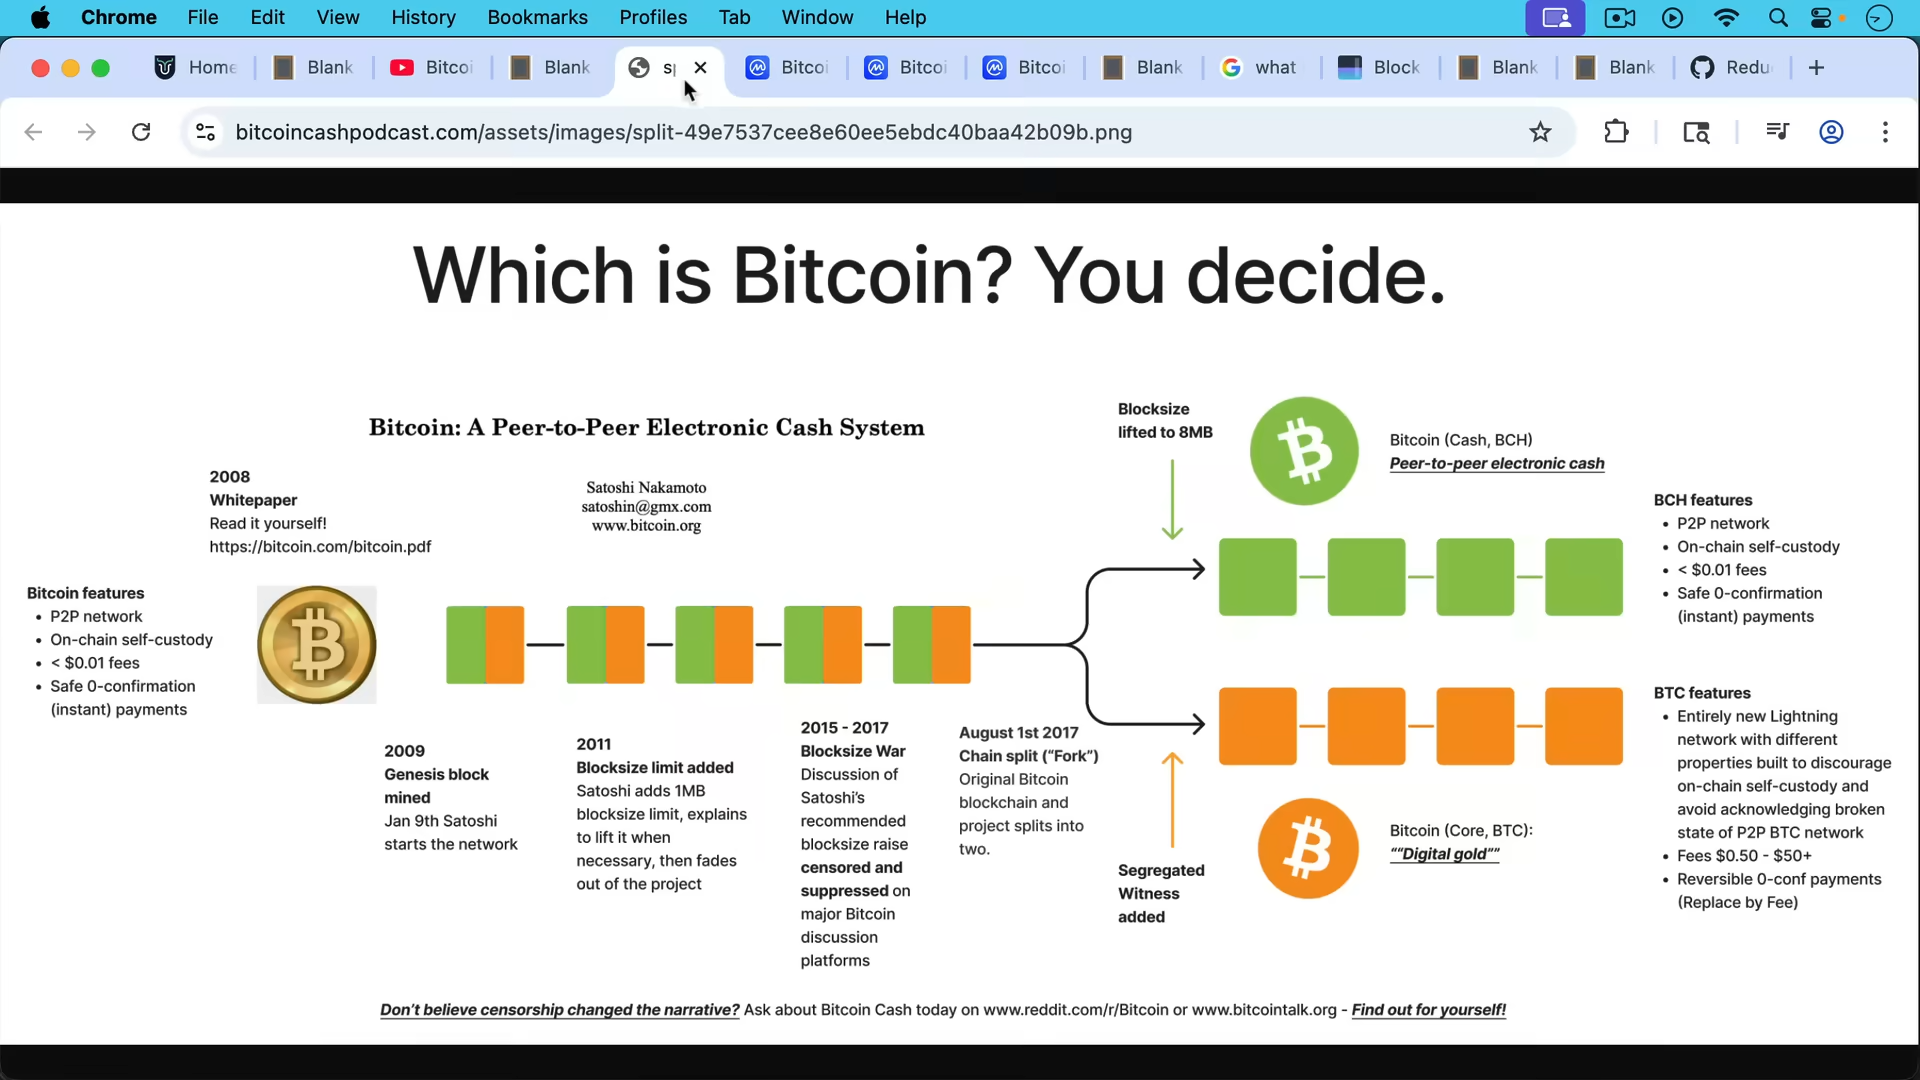 Chrome File Edit View History Bookmarks Profiles Tab Window Help
Home Blank Bitcoi Blank sp Bitcoi Bitcoi Bitcoi Blank what Block Blank Blank Redu
bitcoincashpodcast.com/assets/images/split-49e7537cee8e60ee5ebdc40baa42b09b.png
Which is Bitcoin? You decide.
Bitcoin: A Peer-to-Peer Electronic Cash System
Satoshi Nakamoto
satoshin@gmx.com
www.bitcoin.org
2008
Whitepaper
Read it yourself!
https://bitcoin.com/bitcoin.pdf
Bitcoin features
• P2P network
• On-chain self-custody
• < $0.01 fees
• Safe 0-confirmation
(instant) payments
2009
Genesis block
mined
Jan 9th Satoshi
starts the network
2011
Blocksize limit added
Satoshi adds 1MB
blocksize limit, explains
to lift it when
necessary, then fades
out of the project
2015 - 2017
Blocksize War
Discussion of
Satoshi's
recommended
blocksize raise
censored and
suppressed on
major Bitcoin
discussion
platforms
August 1st 2017
Chain split (“Fork”)
Original Bitcoin
blockchain and
project splits into
two.
Blocksize
lifted to 8MB
Bitcoin (Cash, BCH)
Peer-to-peer electronic cash
BCH features
• P2P network
• On-chain self-custody
• < $0.01 fees
• Safe 0-confirmation
(instant) payments
Segregated
Witness
added
Bitcoin (Core, BTC):
““Digital gold””
BTC features
• Entirely new Lightning
network with different
properties built to discourage
on-chain self-custody and
avoid acknowledging broken
state of P2P BTC network
• Fees $0.50 - $50+
• Reversible 0-conf payments
(Replace by Fee)
Don't believe censorship changed the narrative? Ask about Bitcoin Cash today on www.reddit.com/r/Bitcoin or www.bitcointalk.org - Find out for yourself!